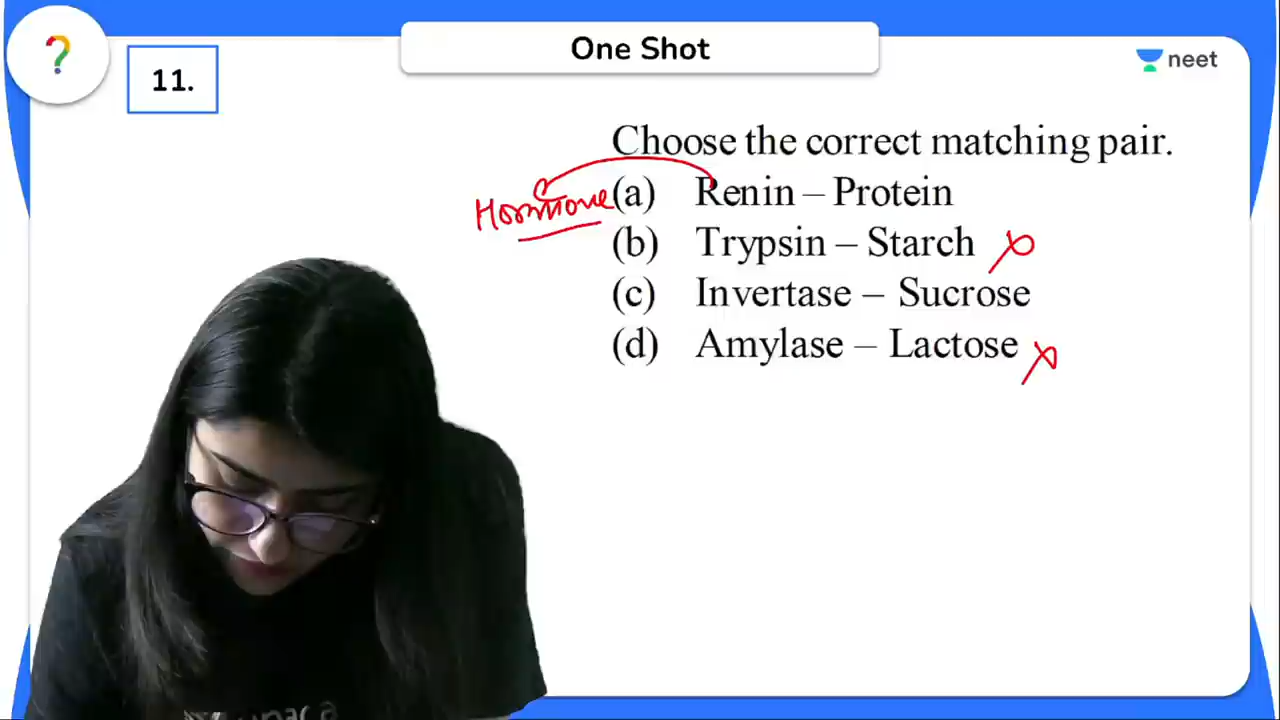 One Shot
neet
?
11.
Choose the correct matching pair.
Hormone
(a) Renin – Protein
(b) Trypsin – Starch
(c) Invertase – Sucrose
(d) Amylase – Lactose